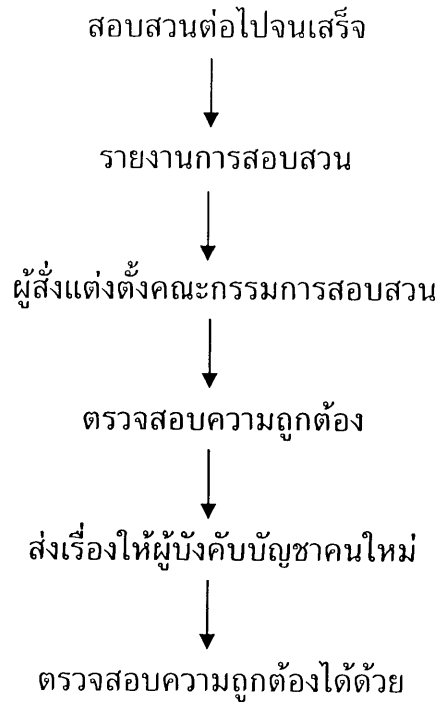 สอบสวนต่อไปจนเสร็จ
รายงานการสอบสวน
ผู้สั่งแต่งตั้งคณะกรรมการสอบสวน
ตรวจสอบความถูกต้อง
ส่งเรื่องให้ผู้บังคับบัญชาคนใหม่
ตรวจสอบความถูกต้องได้ด้วย